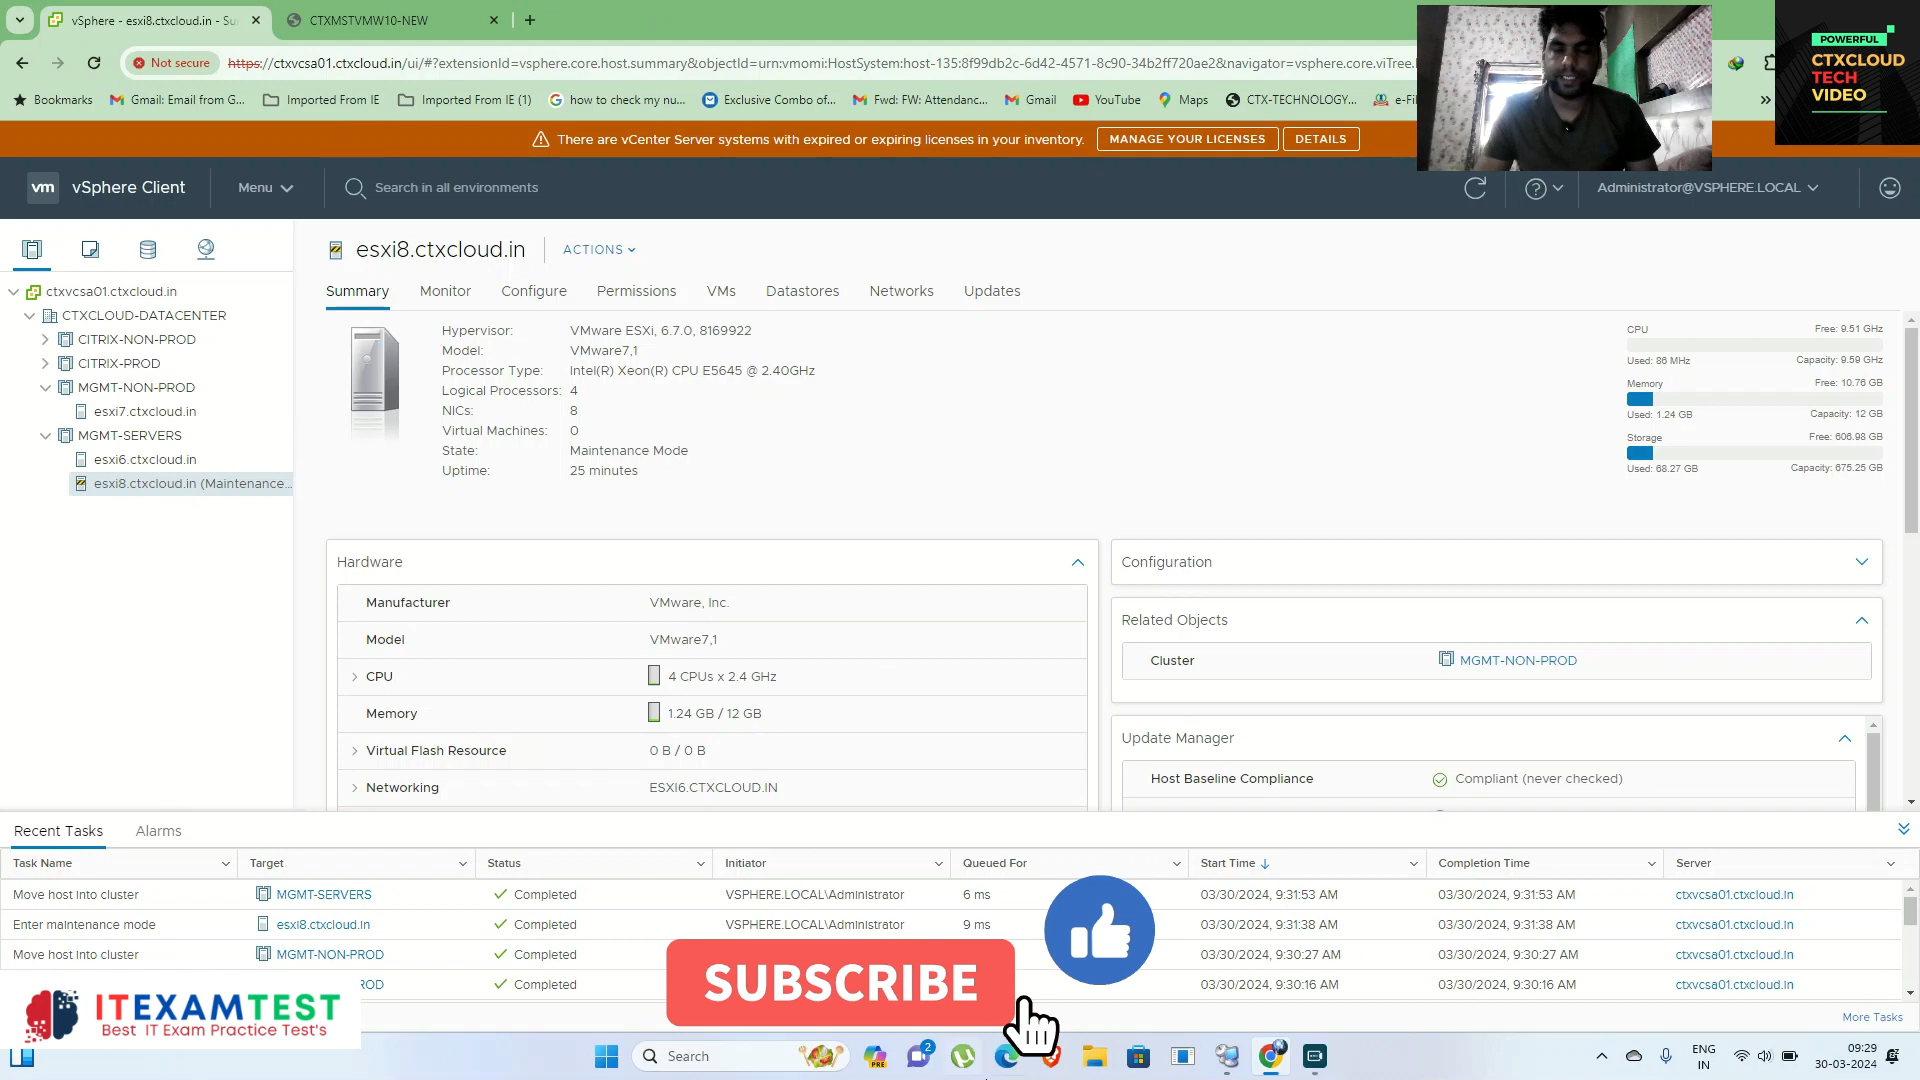 vSphere - esxi8.ctxcloud.in - Su
CTXMSTVMW10-NEW
Not secure
https://ctxvcsa01.ctxcloud.in/ui/#?extensionId=vsphere.core.host.summary&objectId=urn:vmomi:HostSystem:host-135:8f99db2c-6d42-4571-8c90-34b2ff720ae2&navigator=vsphere.core.viTree.
Bookmarks
Gmail: Email from G...
Imported From IE
Imported From IE (1)
how to check my nu...
Exclusive Combo of...
Fwd: FW: Attendanc...
Gmail
YouTube
Maps
CTX-TECHNOLOGY...
e-Fil
POWERFUL
CTXCLOUD
TECH
VIDEO
There are vCenter Server systems with expired or expiring licenses in your inventory.
MANAGE YOUR LICENSES
DETAILS
vm
vSphere Client
Menu
Search in all environments
Administrator@VSPHERE.LOCAL
ctxvcsa01.ctxcloud.in
CTXCLOUD-DATACENTER
CITRIX-NON-PROD
CITRIX-PROD
MGMT-NON-PROD
esxi7.ctxcloud.in
MGMT-SERVERS
esxi6.ctxcloud.in
esxi8.ctxcloud.in (Maintenance...
esxi8.ctxcloud.in
ACTIONS
Summary
Monitor
Configure
Permissions
VMs
Datastores
Networks
Updates
Hypervisor: VMware ESXi, 6.7.0, 8169922
Model: VMware7,1
Processor Type: Intel(R) Xeon(R) CPU E5645 @ 2.40GHz
Logical Processors: 4
NICs: 8
Virtual Machines: 0
State: Maintenance Mode
Uptime: 25 minutes
CPU Free: 9.51 GHz
Used: 86 MHz Capacity: 9.59 GHz
Memory Free: 10.76 GB
Used: 1.24 GB Capacity: 12 GB
Storage Free: 606.98 GB
Used: 68.27 GB Capacity: 675.25 GB
Hardware
Manufacturer VMware, Inc.
Model VMware7,1
CPU 4 CPUs x 2.4 GHz
Memory 1.24 GB / 12 GB
Virtual Flash Resource 0 B / 0 B
Networking ESXI6.CTXCLOUD.IN
Configuration
Related Objects
Cluster MGMT-NON-PROD
Update Manager
Host Baseline Compliance Compliant (never checked)
Recent Tasks
Alarms
Task Name Target Status Initiator Queued For Start Time Completion Time Server
Move host into cluster MGMT-SERVERS Completed VSPHERE.LOCAL\Administrator 6 ms 03/30/2024, 9:31:53 AM 03/30/2024, 9:31:53 AM ctxvcsa01.ctxcloud.in
Enter maintenance mode esxi8.ctxcloud.in Completed VSPHERE.LOCAL\Administrator 9 ms 03/30/2024, 9:31:38 AM 03/30/2024, 9:31:38 AM ctxvcsa01.ctxcloud.in
Move host into cluster MGMT-NON-PROD Completed 03/30/2024, 9:30:27 AM 03/30/2024, 9:30:27 AM ctxvcsa01.ctxcloud.in
ROD Completed 03/30/2024, 9:30:16 AM 03/30/2024, 9:30:16 AM ctxvcsa01.ctxcloud.in
More Tasks
SUBSCRIBE
ITEXAMTEST
Best IT Exam Practice Test's
Search
PRE
2
ENG
IN
09:29
30-03-2024